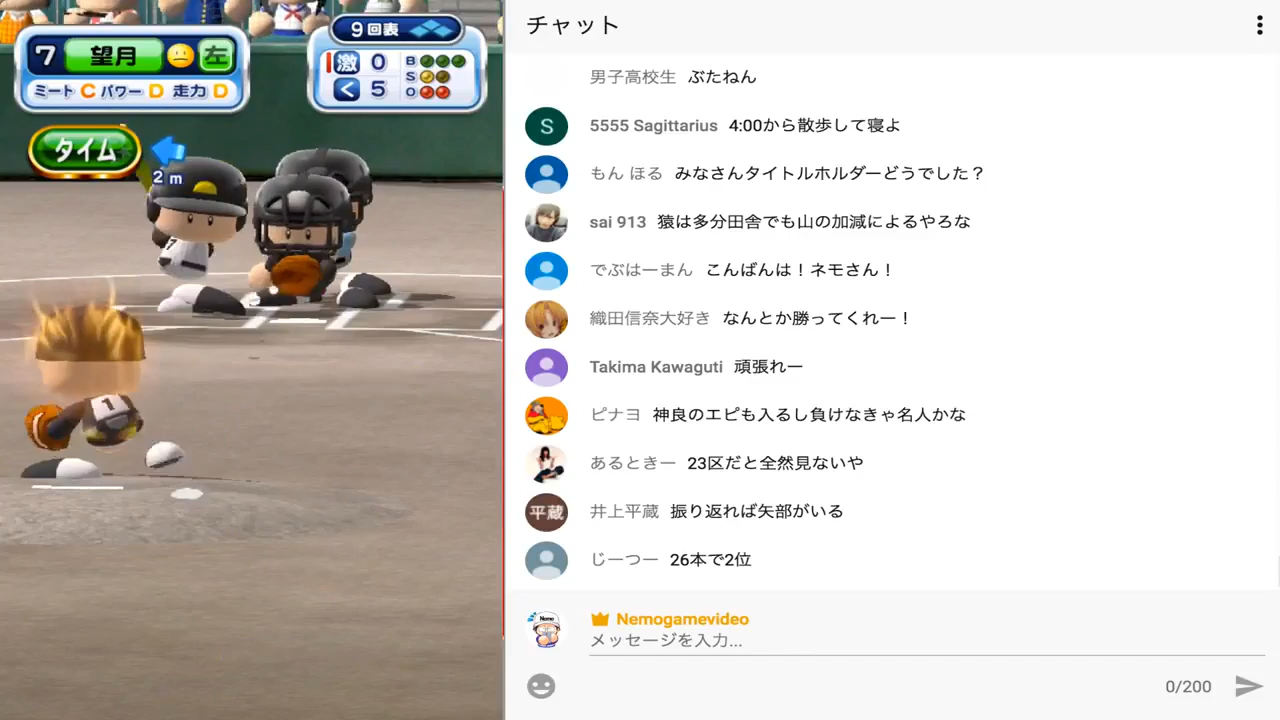 7 望月 左
ミート C パワー D 走力 D
9回表
激 0
く 5
B
S
O
タイム
2 m
1
チャット
男子高校生 ぶたねん
S 5555 Sagittarius 4:00から散歩して寝よ
もん ほる みなさんタイトルホルダーどうでした？
sai 913 猿は多分田舎でも山の加減によるやろな
でぶはーまん こんばんは！ネモさん！
織田信奈大好き なんとか勝ってくれー！
Takima Kawaguti 頑張れー
ピナヨ 神良のエピも入るし負けなきゃ名人かな
あるときー 23区だと全然見ないや
平蔵 井上平蔵 振り返れば矢部がいる
じーつー 26本で2位
Nemo Nemogamevideo
メッセージを入力...
0/200